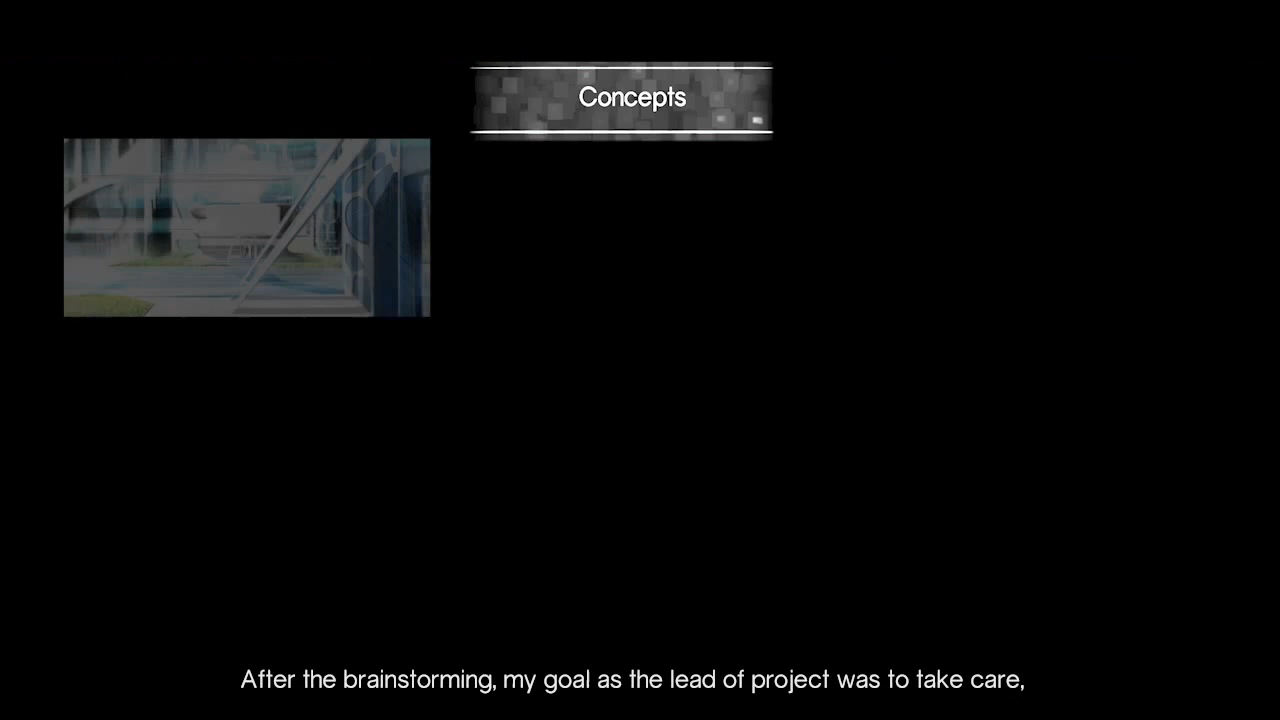 Concepts
After the brainstorming, my goal as the lead of project was to take care,